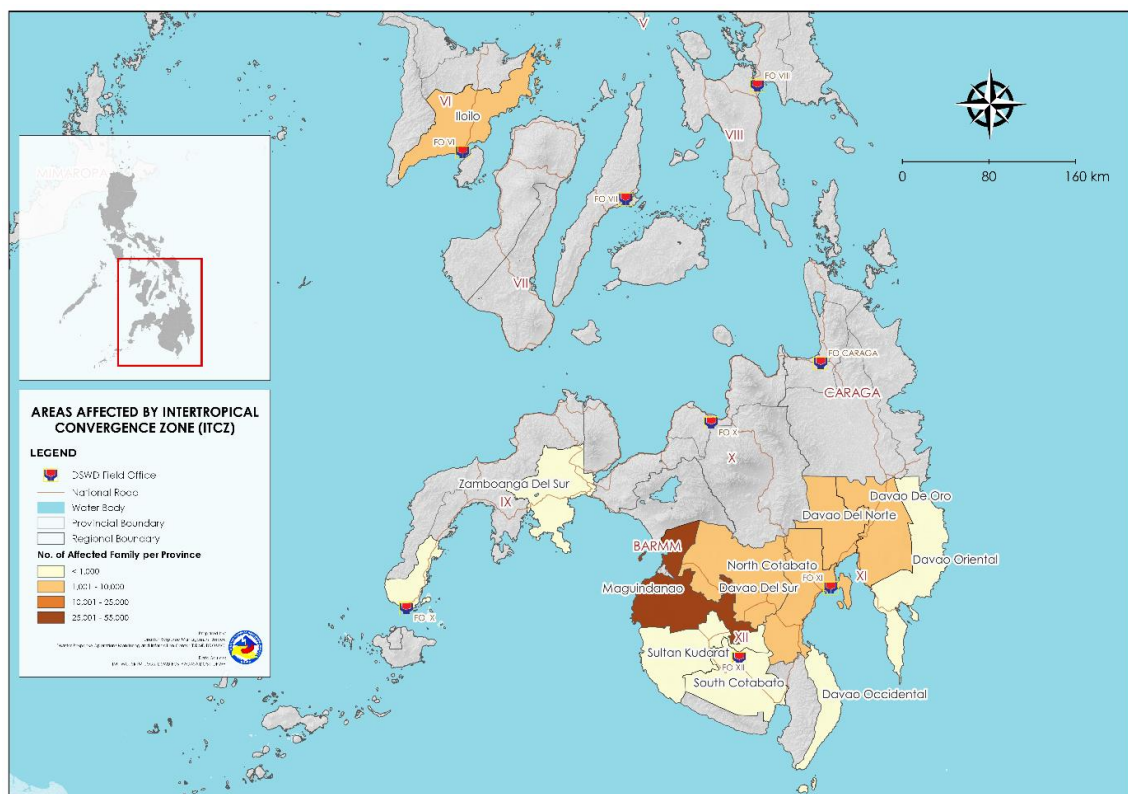 V
FO VIII
VI
Iloilo
FO VI
VIII
0 80 160 km
MIMAROPA
FO VII
VII
FO CARAGA
CARAGA
AREAS AFFECTED BY INTERTROPICAL
CONVERGENCE ZONE (ITCZ)
LEGEND
DSWD Field Office
National Road
Water Body
Provincial Boundary
Regional Boundary
No. of Affected Family per Province
< 1,000
1,001 - 10,000
10,001 - 25,000
25,001 - 55,000
FO X
X
Zamboanga Del Sur
IX
Davao De Oro
Davao Del Norte
BARMM
North Cotabato
Davao Oriental
XI
FO XI
Maguindanao
Davao Del Sur
FO X
XII
Sultan Kudarat
FO XII
South Cotabato
Davao Occidental